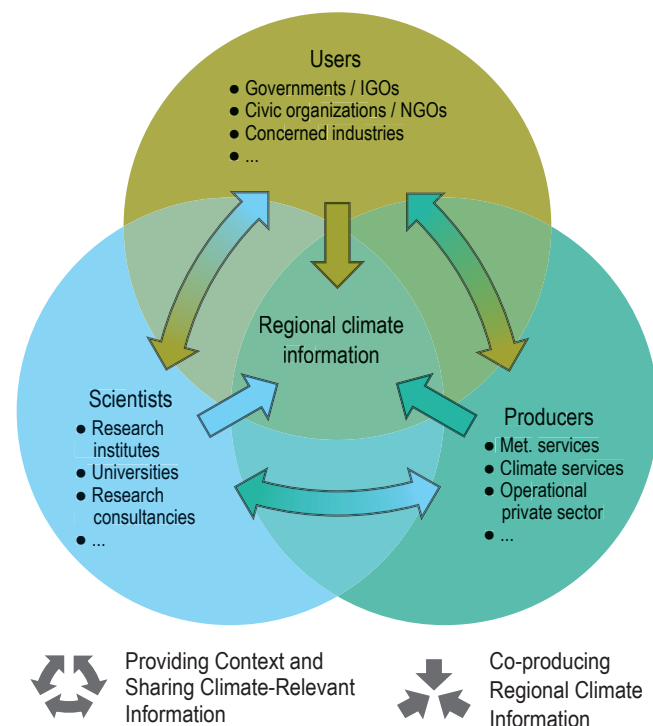 Users
● Governments / IGOs
● Civic organizations / NGOs
● Concerned industries
● ...
Regional climate
information
Scientists
● Research
institutes
● Universities
● Research
consultancies
● ...
Producers
● Met. services
● Climate services
● Operational
private sector
● ...
Providing Context and
Sharing Climate-Relevant
Information
Co-producing
Regional Climate
Information